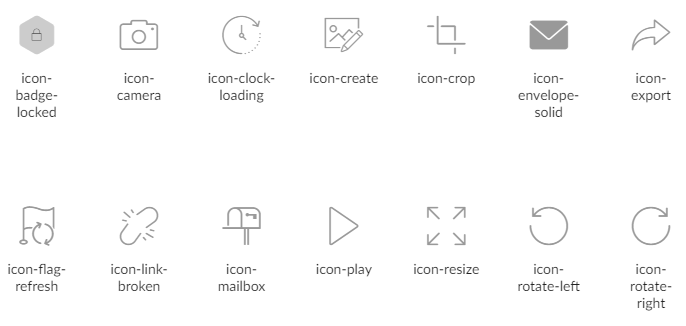 icon-badge-locked
icon-camera
icon-clock-loading
icon-create
icon-crop
icon-envelope-solid
icon-export
icon-flag-refresh
icon-link-broken
icon-mailbox
icon-play
icon-resize
icon-rotate-left
icon-rotate-right